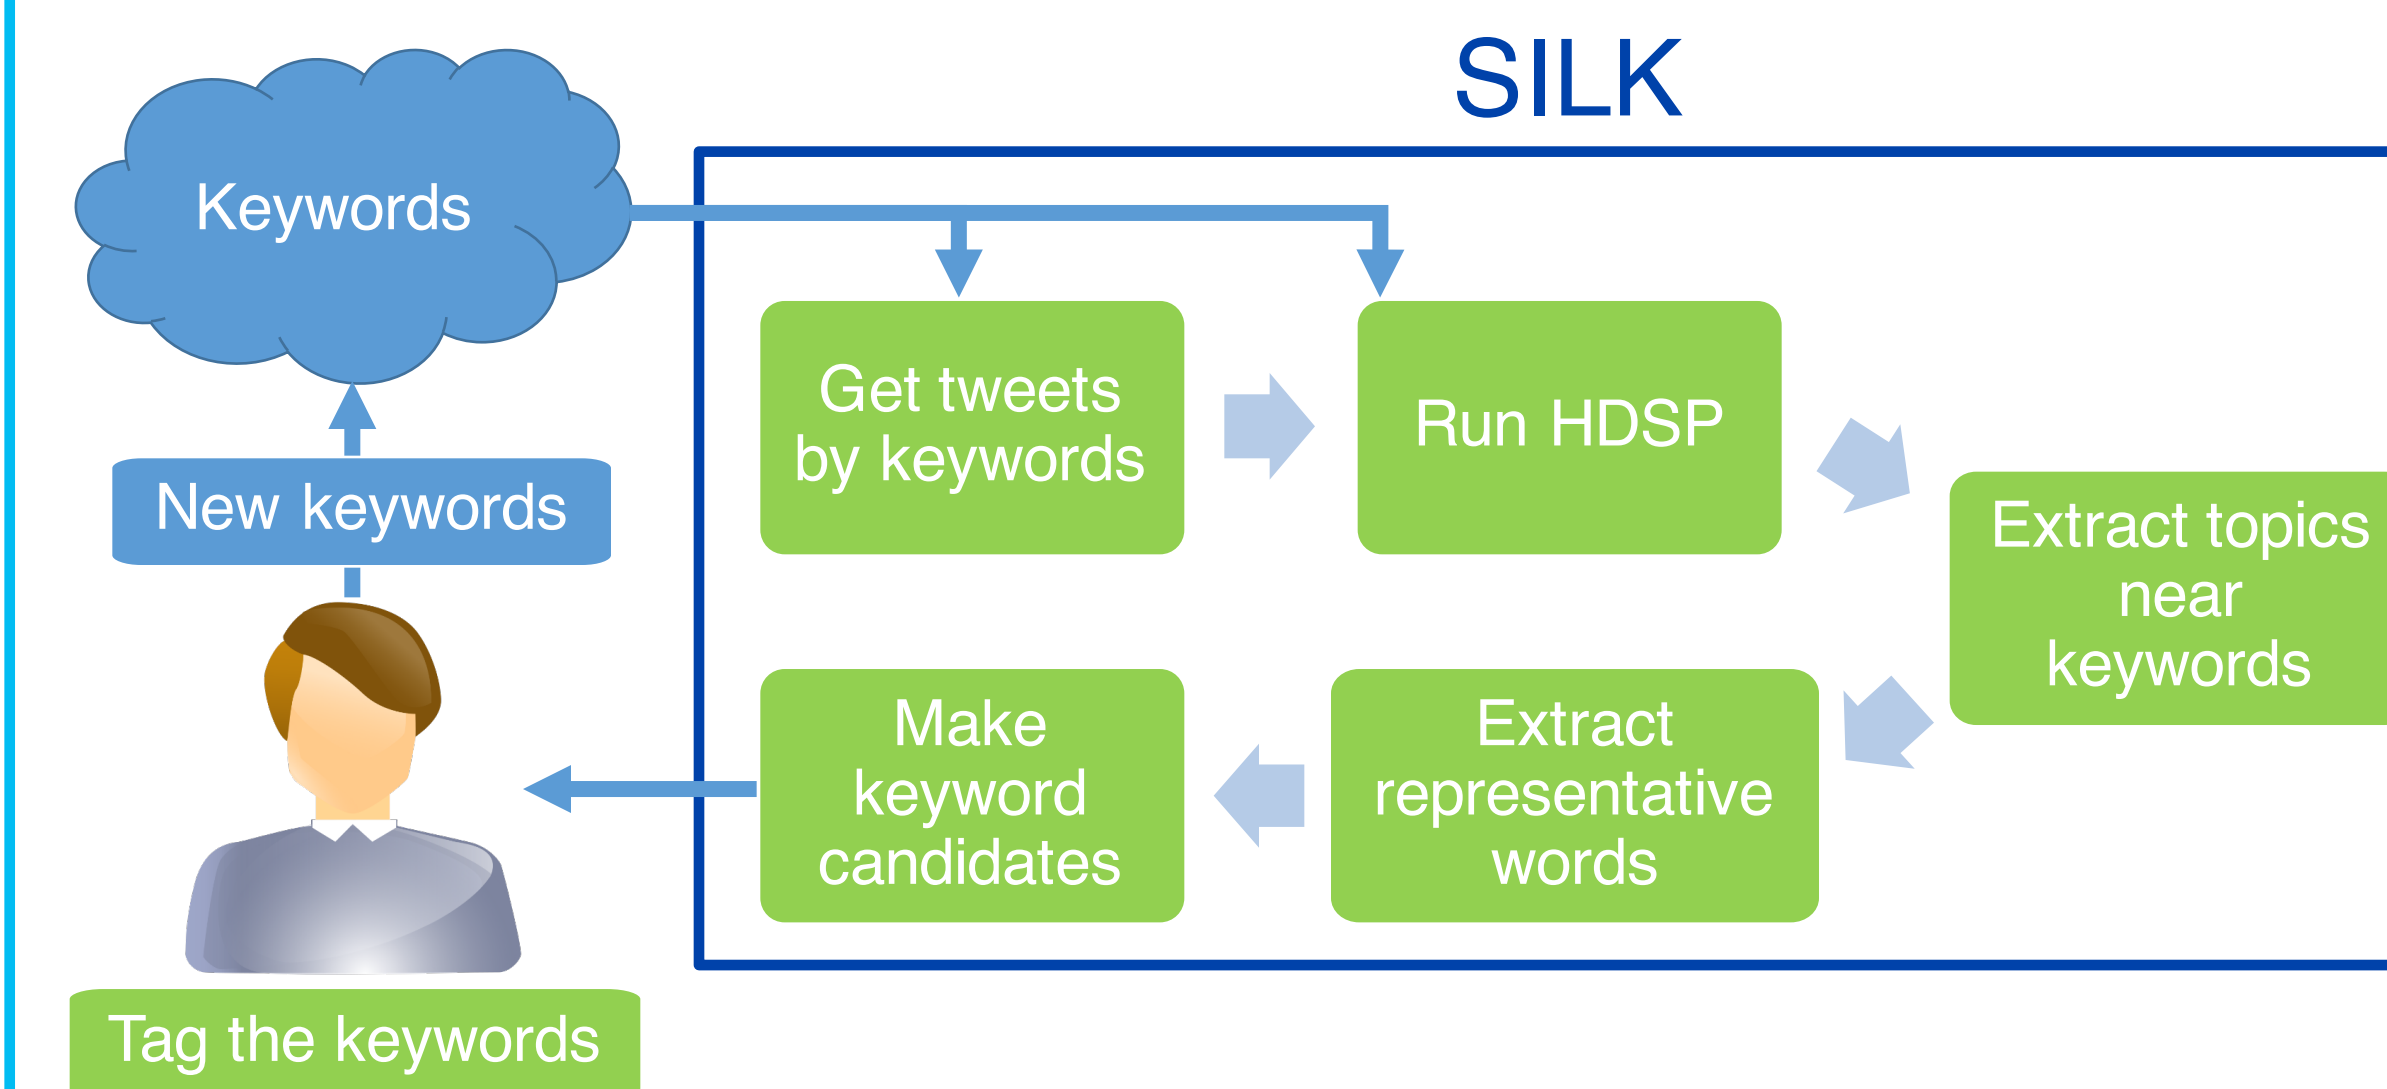 SILK
Keywords
Get tweets
by keywords
Run HDSP
New keywords
Extract topics
near
keywords
Make
keyword
candidates
Extract
representative
words
Tag the keywords